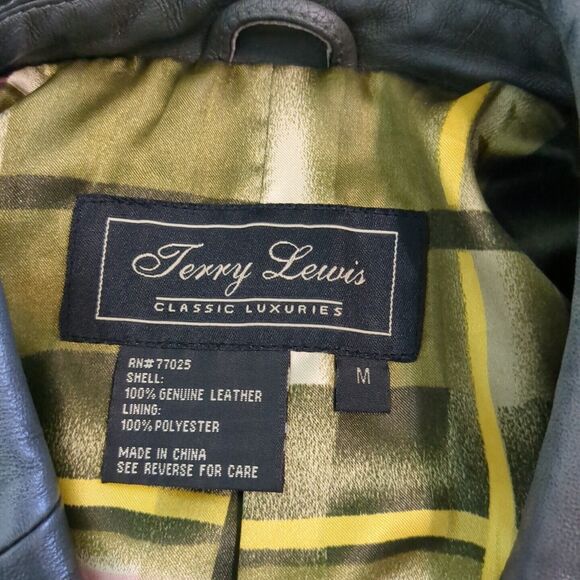 Terry Lewis
CLASSIC LUXURIES
RN# 77025
SHELL:
100% GENUINE LEATHER
LINING:
100% POLYESTER
MADE IN CHINA
SEE REVERSE FOR CARE
M